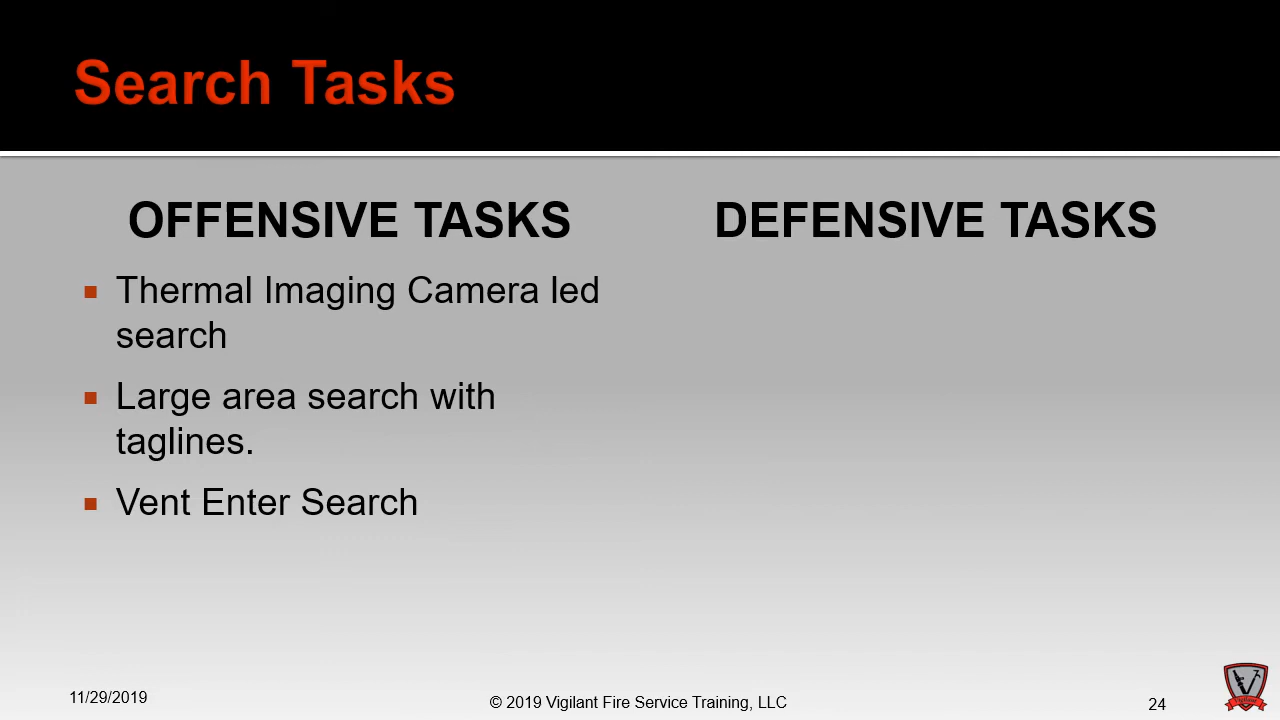 Search Tasks
OFFENSIVE TASKS
Thermal Imaging Camera led
search
Large area search with
taglines.
Vent Enter Search
DEFENSIVE TASKS
11/29/2019
© 2019 Vigilant Fire Service Training, LLC
24
Vigilant